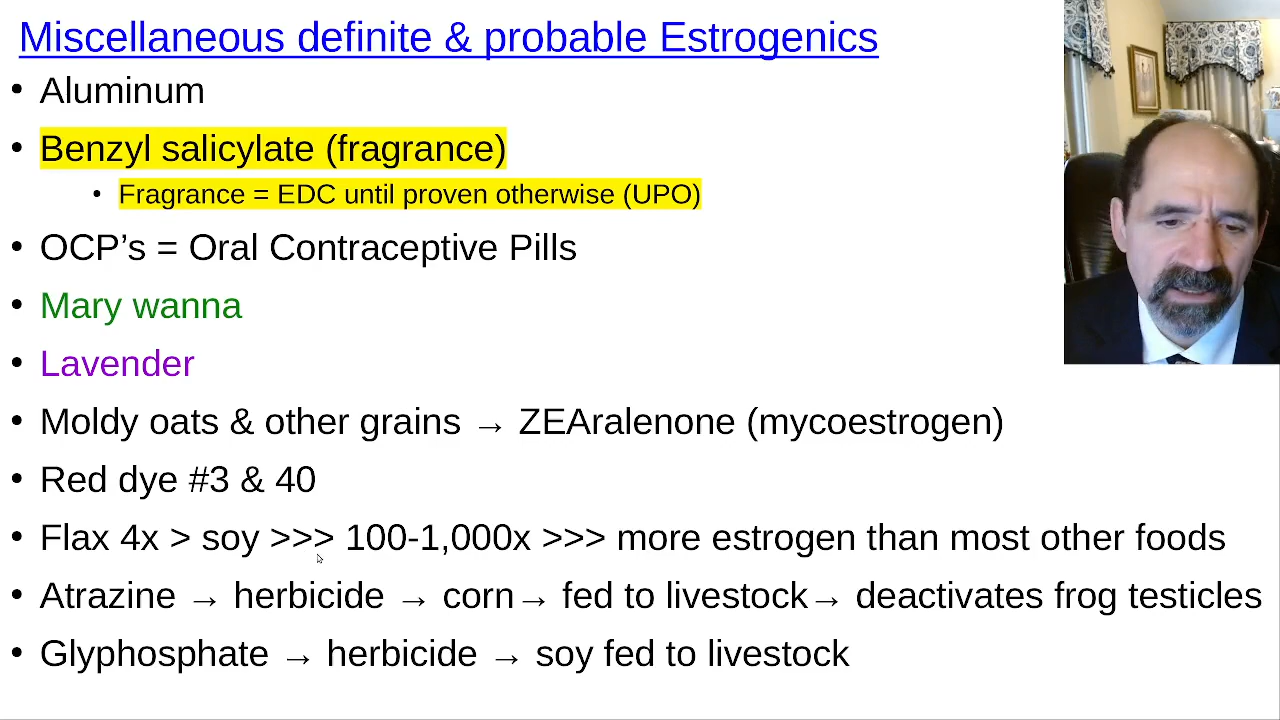 Miscellaneous definite & probable Estrogenics
• Aluminum
• Benzyl salicylate (fragrance)
• Fragrance = EDC until proven otherwise (UPO)
• OCP’s = Oral Contraceptive Pills
• Mary wanna
• Lavender
• Moldy oats & other grains → ZEAralenone (mycoestrogen)
• Red dye #3 & 40
• Flax 4x > soy >>> 100-1,000x >>> more estrogen than most other foods
• Atrazine → herbicide → corn→ fed to livestock→ deactivates frog testicles
• Glyphosphate → herbicide → soy fed to livestock